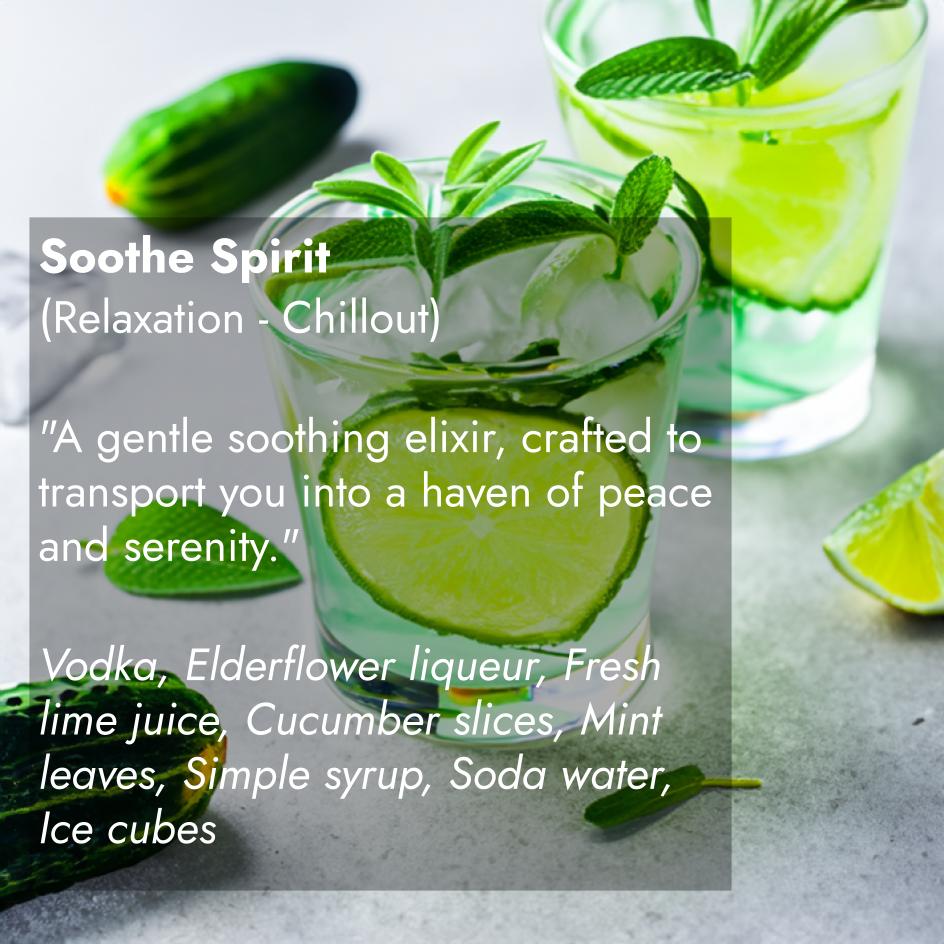 Soothe Spirit
(Relaxation - Chillout)
"A gentle soothing elixir, crafted to
transport you into a haven of peace
and serenity."
Vodka, Elderflower liqueur, Fresh
lime juice, Cucumber slices, Mint
leaves, Simple syrup, Soda water,
Ice cubes